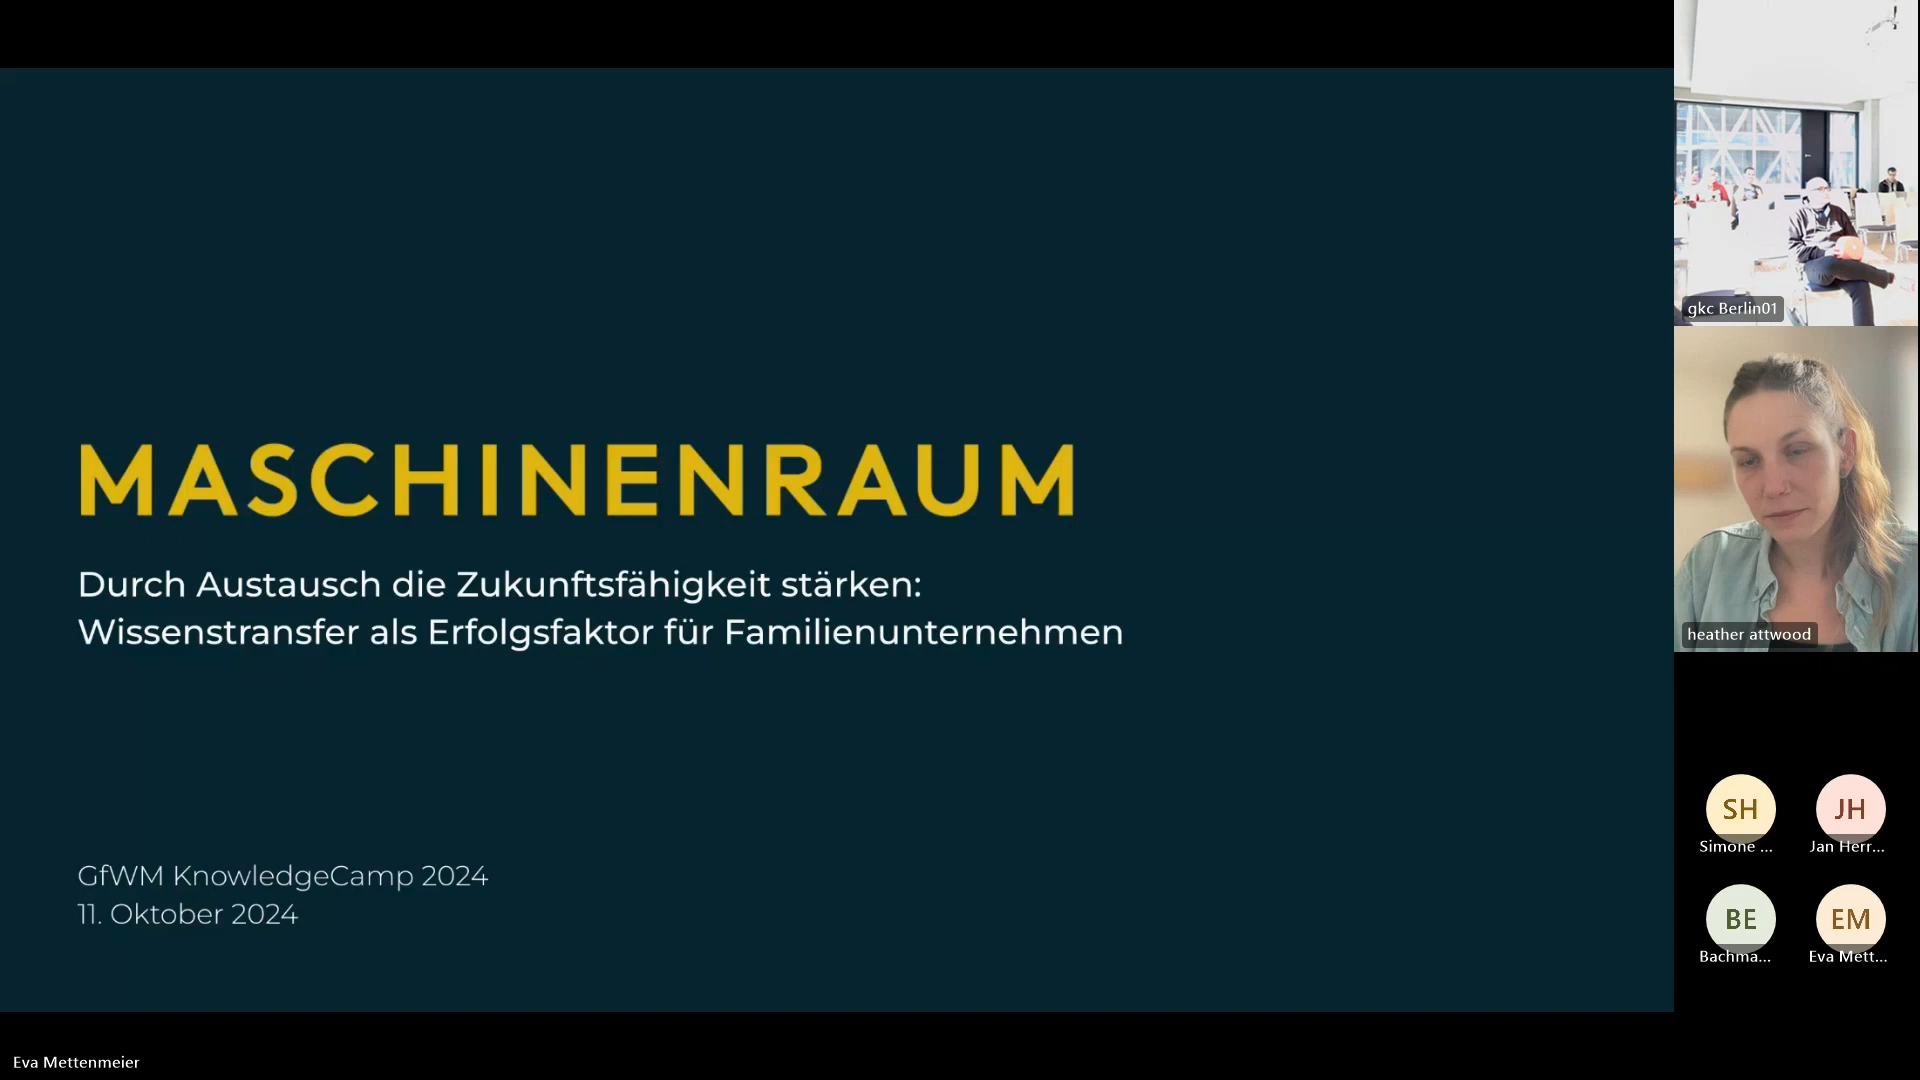 MASCHINENRAUM
Durch Austausch die Zukunftsfähigkeit stärken:
Wissenstransfer als Erfolgsfaktor für Familienunternehmen
GfWM KnowledgeCamp 2024
11. Oktober 2024
Eva Mettenmeier
gkc Berlin01
heather attwood
SH
Simone ...
JH
Jan Herr...
BE
Bachma...
EM
Eva Mett...